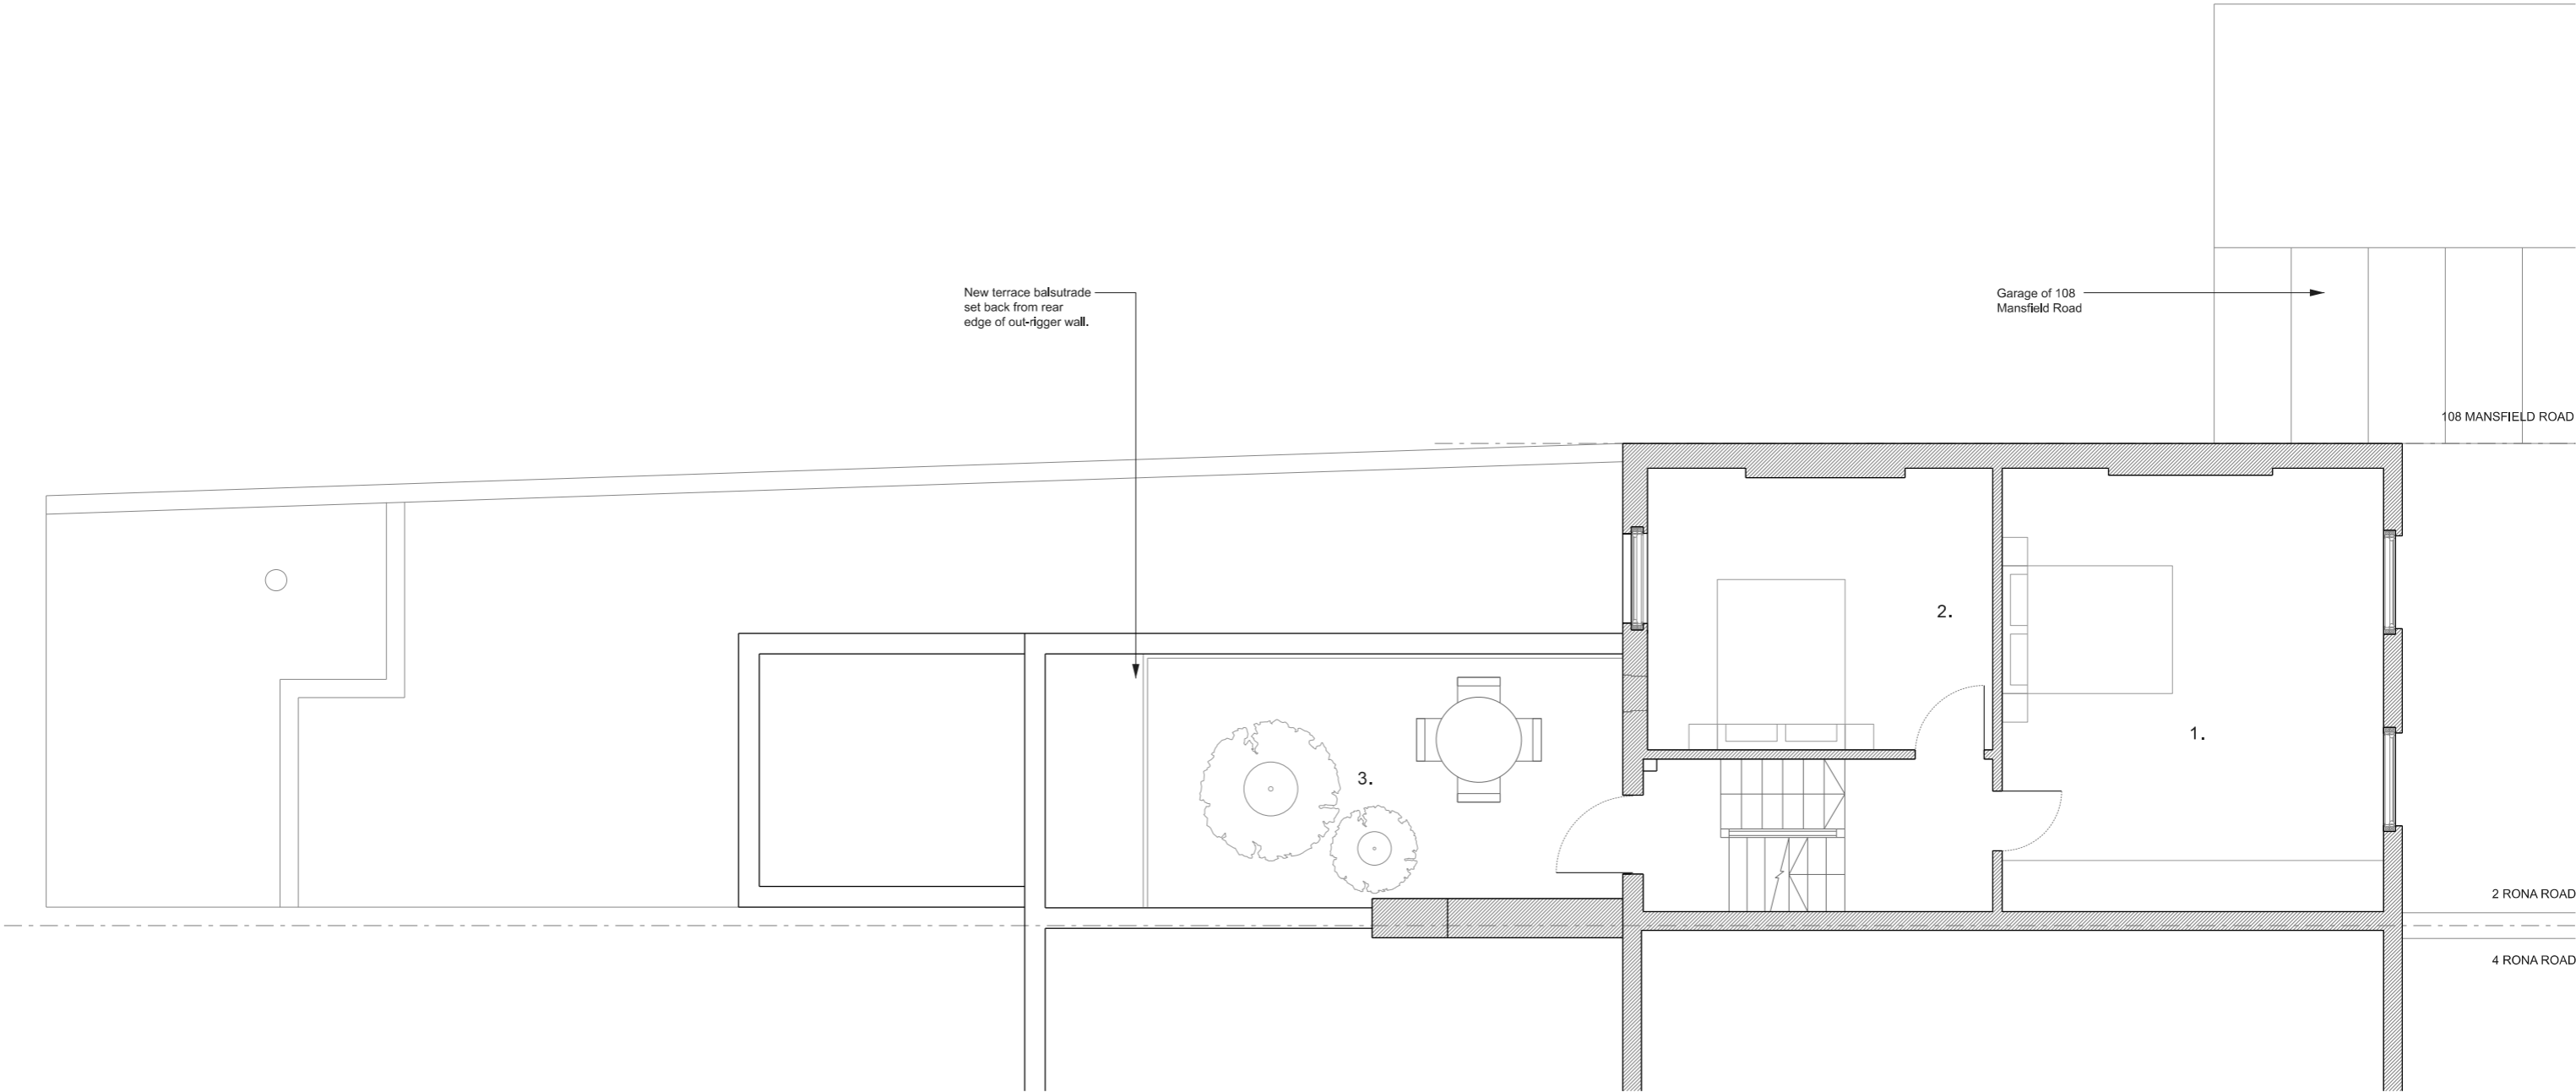 New terrace balsutrade
set back from rear
edge of out-rigger wall.
Garage of 108
Mansfield Road
108 MANSFIELD ROAD
2.
1.
3.
2 RONA ROAD
4 RONA ROAD